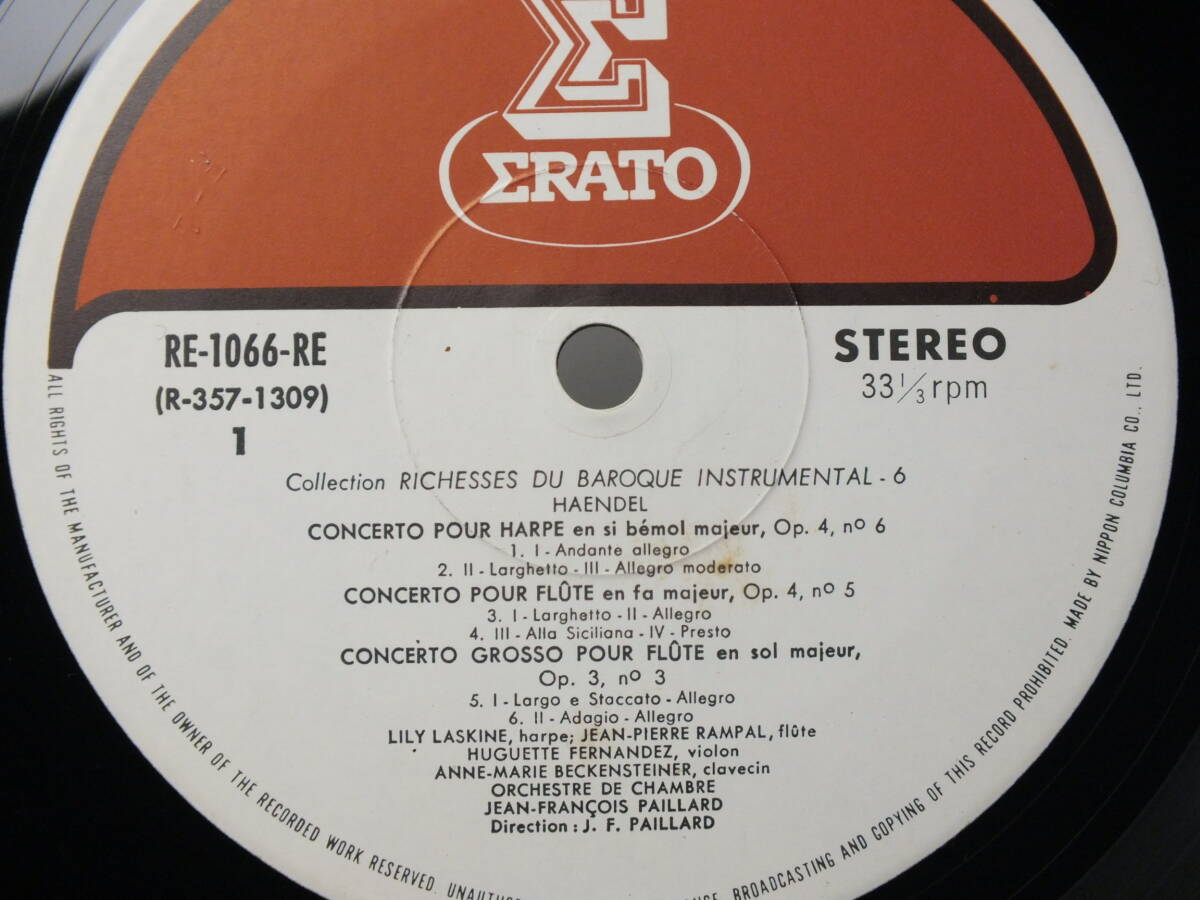 ΣRATO
RE-1066-RE
(R-357-1309)
1
STEREO
33 1/3 rpm
Collection RICHESSES DU BAROQUE INSTRUMENTAL - 6
HAENDEL
CONCERTO POUR HARPE en si bémol majeur, Op. 4, no 6
1. I - Andante allegro
2. II - Larghetto - III - Allegro moderato
CONCERTO POUR FLÛTE en fa majeur, Op. 4, no 5
3. I - Larghetto - II - Allegro
4. III - Alla Siciliana - IV - Presto
CONCERTO GROSSO POUR FLÛTE en sol majeur,
Op. 3, no 3
5. I - Largo e Staccato - Allegro
6. II - Adagio - Allegro
LILY LASKINE, harpe; JEAN-PIERRE RAMPAL, flûte
HUGUETTE FERNANDEZ, violon
ANNE-MARIE BECKENSTEINER, clavecin
ORCHESTRE DE CHAMBRE
JEAN-FRANÇOIS PAILLARD
Direction : J. F. PAILLARD
ALL RIGHTS OF THE MANUFACTURER AND OF THE OWNER OF THE RECORDED WORK RESERVED. BROADCASTING AND COPYING OF THIS RECORD PROHIBITED. MADE BY NIPPON COLUMBIA CO., LTD.